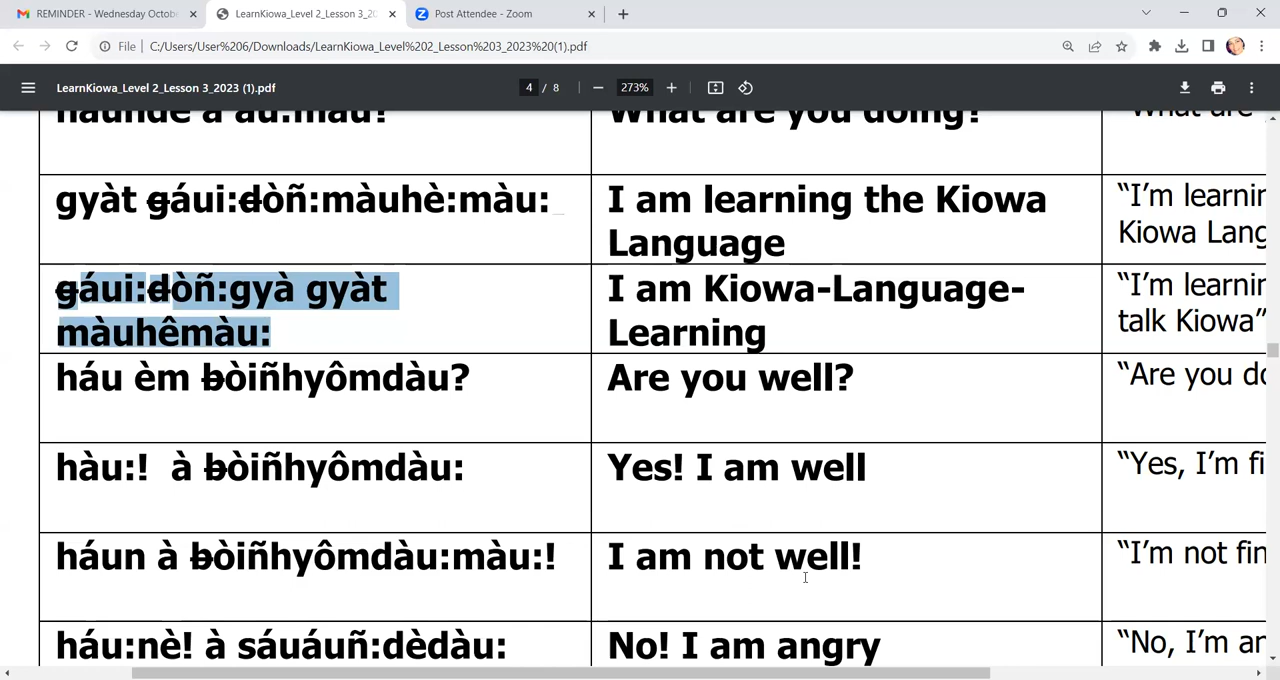 REMINDER - Wednesday Octob
LearnKiowa_Level 2_Lesson 3_20
Post Attendee - Zoom
File
C:/Users/User%206/Downloads/LearnKiowa_Level%202_Lesson%203_2023%20(1).pdf
LearnKiowa_Level 2_Lesson 3_2023 (1).pdf
4 / 8
273%
What are you doing?
gyàt ǥáui:đòñ:màuhè:màu:
I am learning the Kiowa
Language
"I'm learnin
Kiowa Lang
ǥáui:đòñ:gyà gyàt
màuhêmàu:
I am Kiowa-Language-
Learning
"I'm learnin
talk Kiowa"
háu èm ƀòiñhyômdàu?
Are you well?
"Are you do
hàu:! à ƀòiñhyômdàu:
Yes! I am well
"Yes, I'm fi
háun à ƀòiñhyômdàu:màu:!
I am not well!
"I'm not fin
háu:nè! à sáuáuñ:dèdàu:
No! I am angry
"No, I'm an